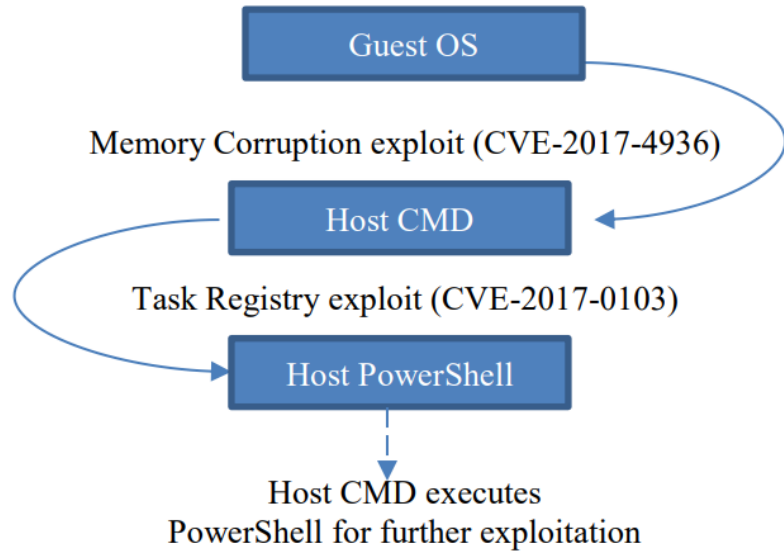 Guest OS
Memory Corruption exploit (CVE-2017-4936)
Host CMD
Task Registry exploit (CVE-2017-0103)
Host PowerShell
Host CMD executes
PowerShell for further exploitation